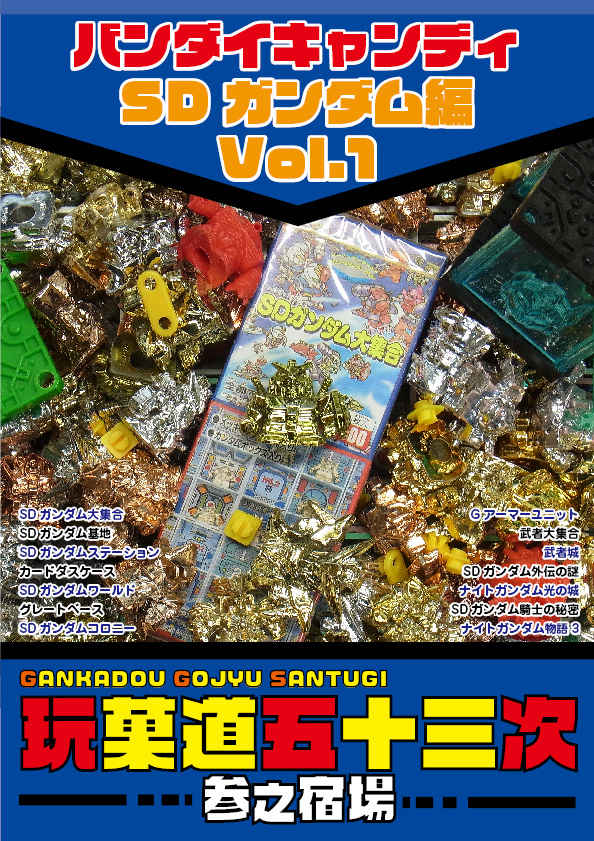 バンダイキャンディ
SDガンダム編
Vol.1
SDガンダム大集合
SDガンダム大集合
SDガンダム基地
SDガンダムステーション
カードダスケース
SDガンダムワールド
グレートベース
SDガンダムコロニー
Gアーマーユニット
武者大集合
武者城
SDガンダム外伝の謎
ナイトガンダム光の城
SDガンダム騎士の秘密
ナイトガンダム物語3
GANKADOU GOJYU SANTUGI
玩菓道五十三次
参之宿場